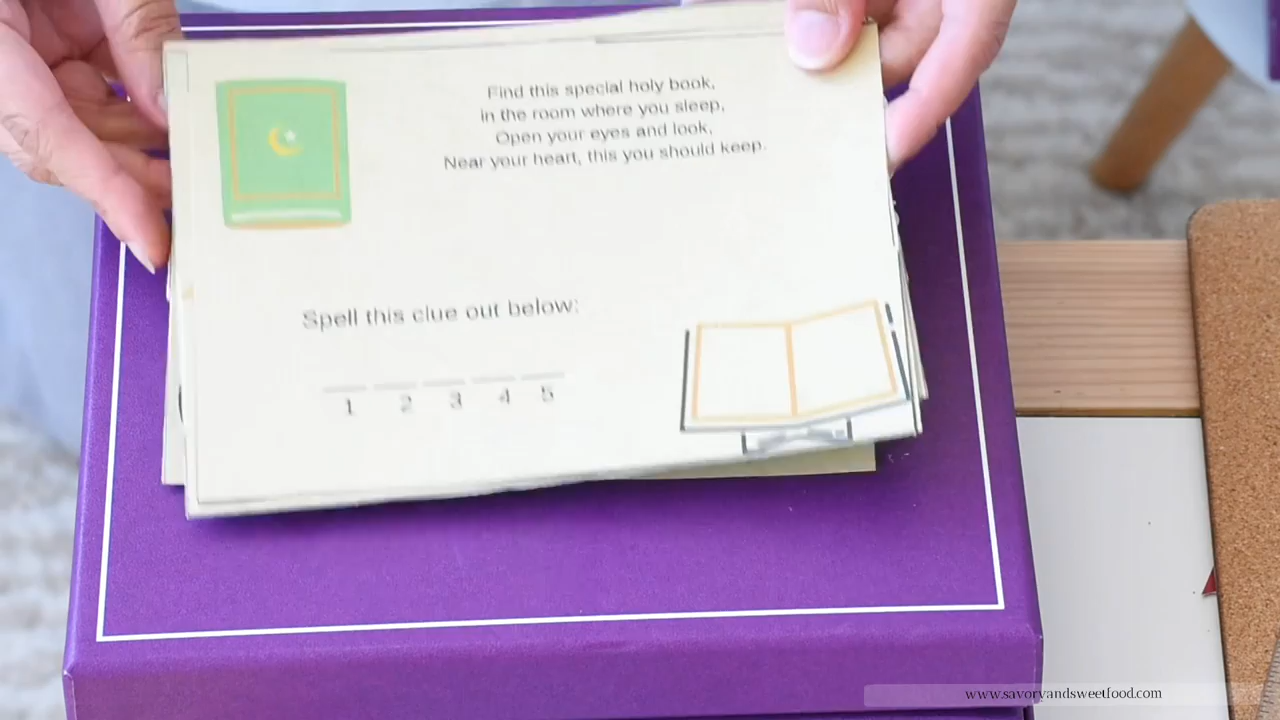 Find this special holy book,
in the room where you sleep,
Open your eyes and look,
Near your heart, this you should keep.
Spell this clue out below:
1 2 3 4 5
www.savoryandsweetfood.com